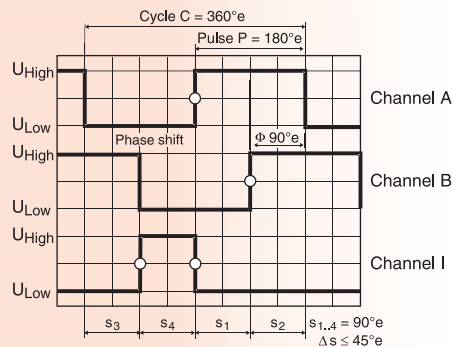 Cycle C = 360°e
Pulse P = 180°e
UHigh
Channel A
ULow
Phase shift
Φ 90°e
UHigh
Channel B
ULow
UHigh
Channel I
ULow
s3 s4 s1 s2 s1..4 = 90°e
Δs ≤ 45°e